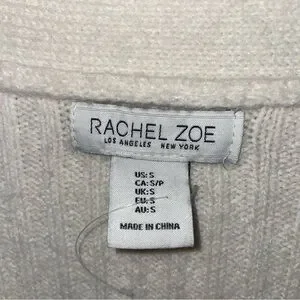 RACHEL ZOE
LOS ANGELES NEW YORK
US:S
CA:S/P
UK:S
EU:S
AU:S
MADE IN CHINA